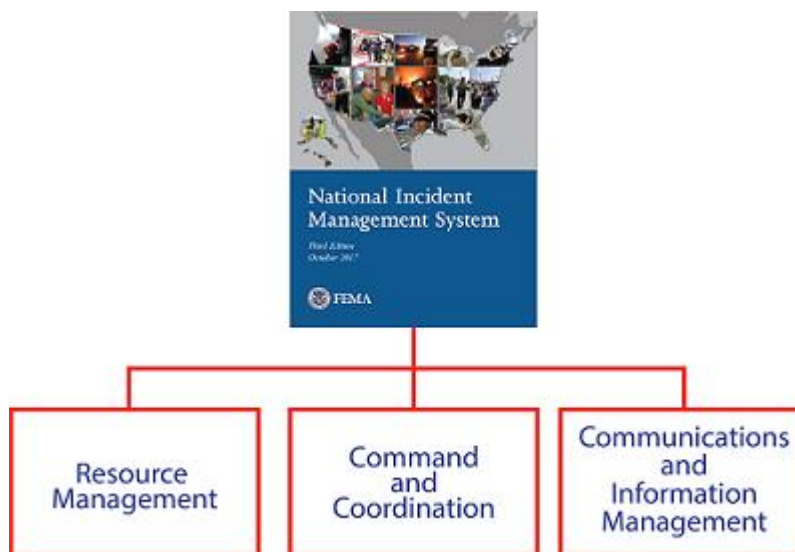 National Incident
Management System
Third Edition
October 2017
FEMA
Resource
Management
Command
and
Coordination
Communications
and
Information
Management